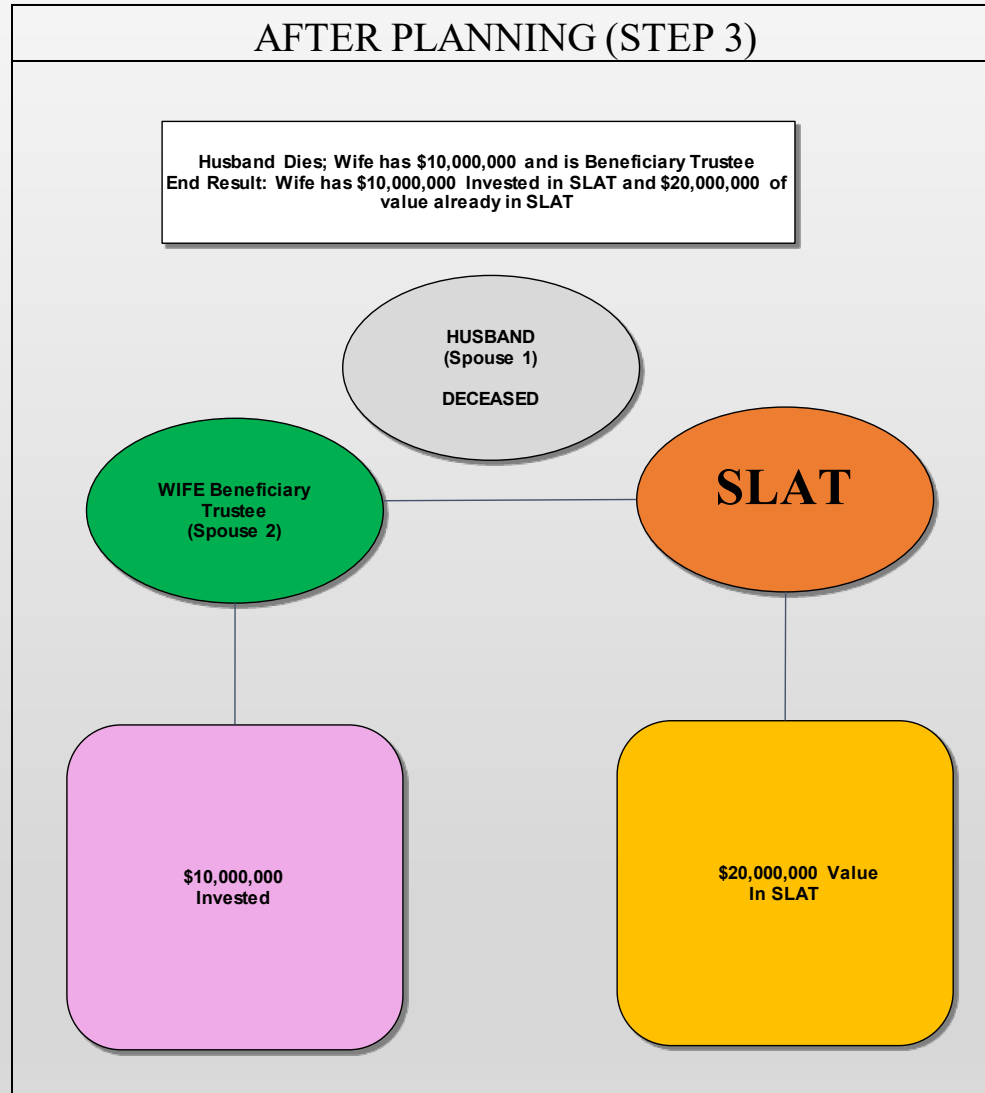 AFTER PLANNING (STEP 3)
Husband Dies; Wife has $10,000,000 and is Beneficiary Trustee
End Result: Wife has $10,000,000 Invested in SLAT and $20,000,000 of
value already in SLAT
HUSBAND
(Spouse 1)
DECEASED
WIFE Beneficiary
Trustee
(Spouse 2)
SLAT
$10,000,000
Invested
$20,000,000 Value
In SLAT